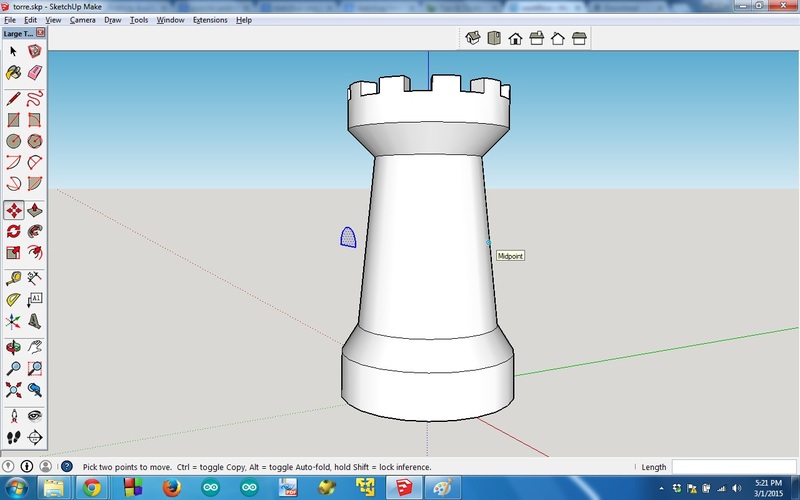 torre.skp - SketchUp Make
File Edit View Camera Draw Tools Window Extensions Help
Large T...
A1
Midpoint
Pick two points to move. Ctrl = toggle Copy, Alt = toggle Auto-fold, hold Shift = lock inference.
Length
5:21 PM
3/1/2015